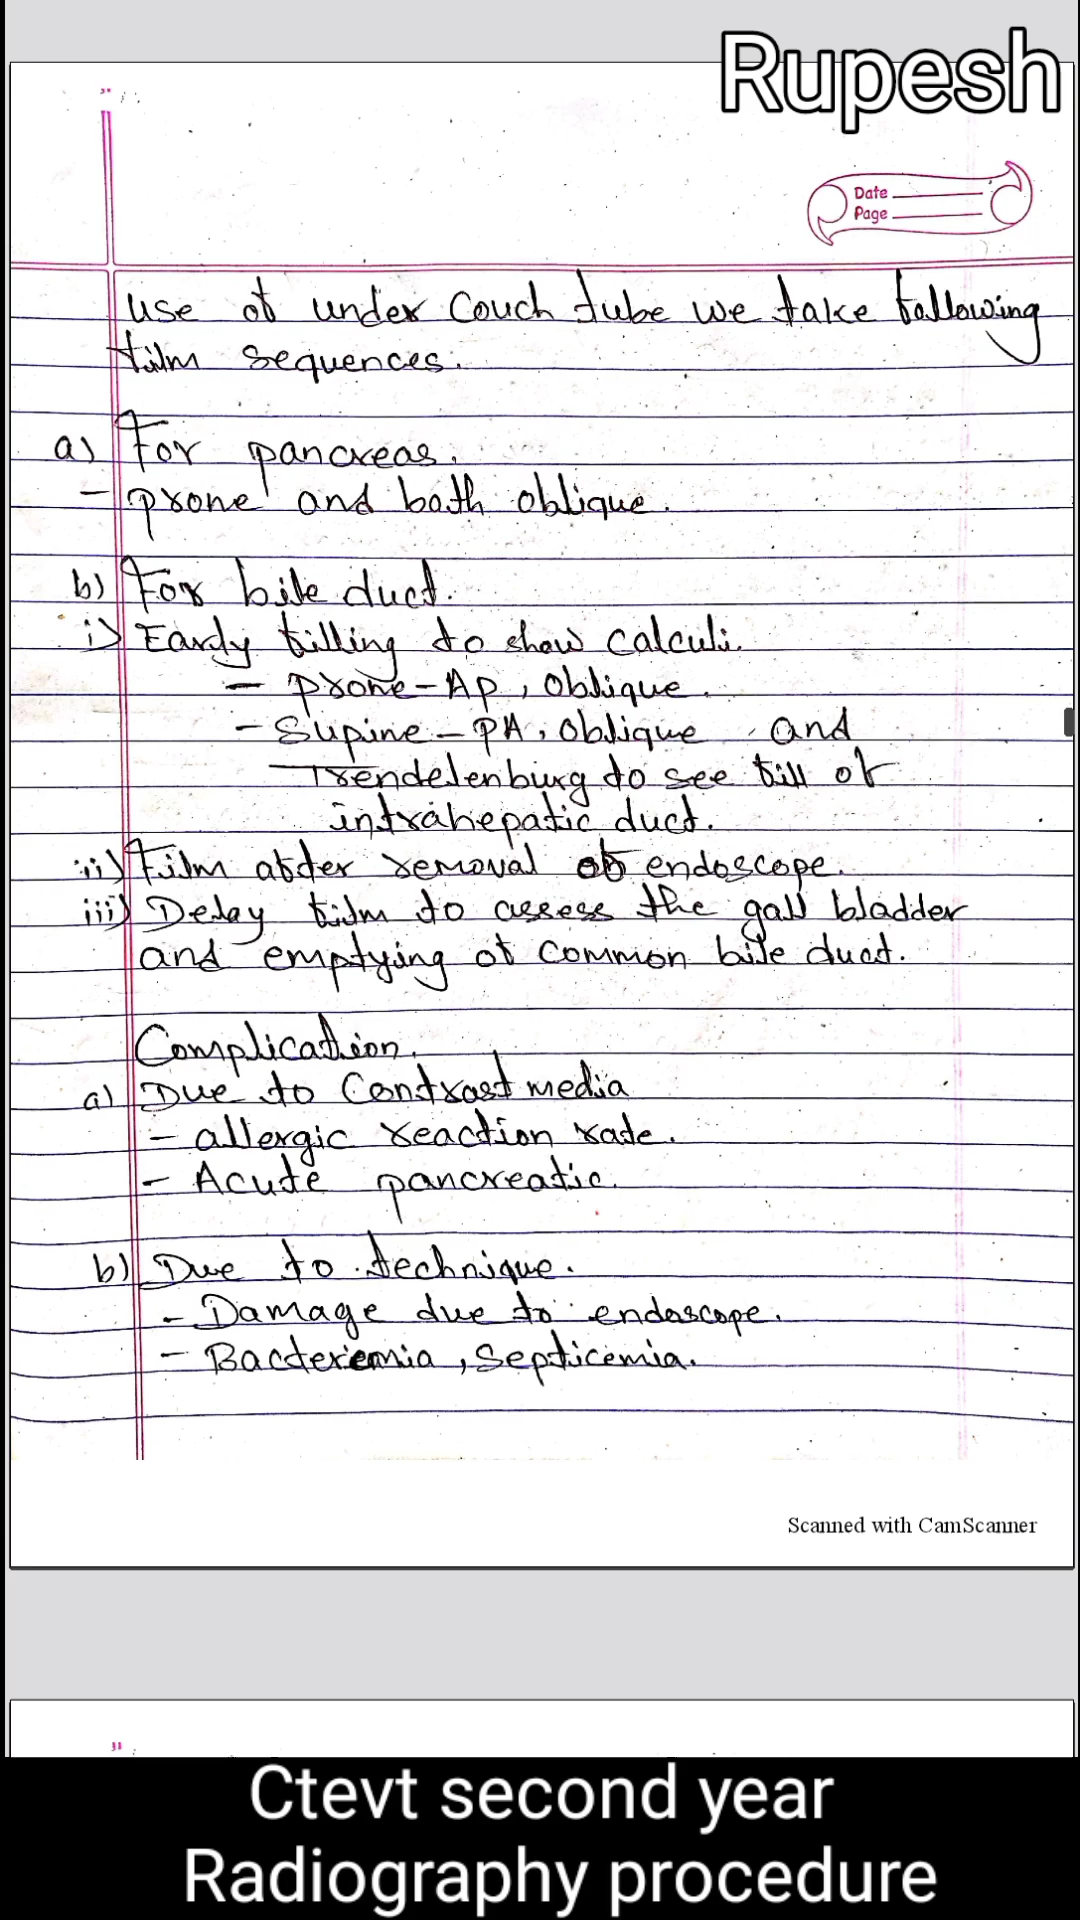 Rupesh
Date
Page
use of under couch tube we take following
film sequences.
a) For pancreas.
- prone and both oblique.
b) For bile duct.
i) Early filling to show calculi.
- prone - AP, oblique.
- Supine - PA, oblique and
Trendelenburg to see fill of
intrahepatic duct.
ii) Film after removal of endoscope.
iii) Delay film to assess the gall bladder
and emptying of common bile duct.
Complication.
a) Due to Contrast media
- allergic reaction rate.
- Acute pancreatic.
b) Due to technique.
- Damage due to endoscope.
- Bacteremia, Septicemia.
Scanned with CamScanner
Ctevt second year
Radiography procedure